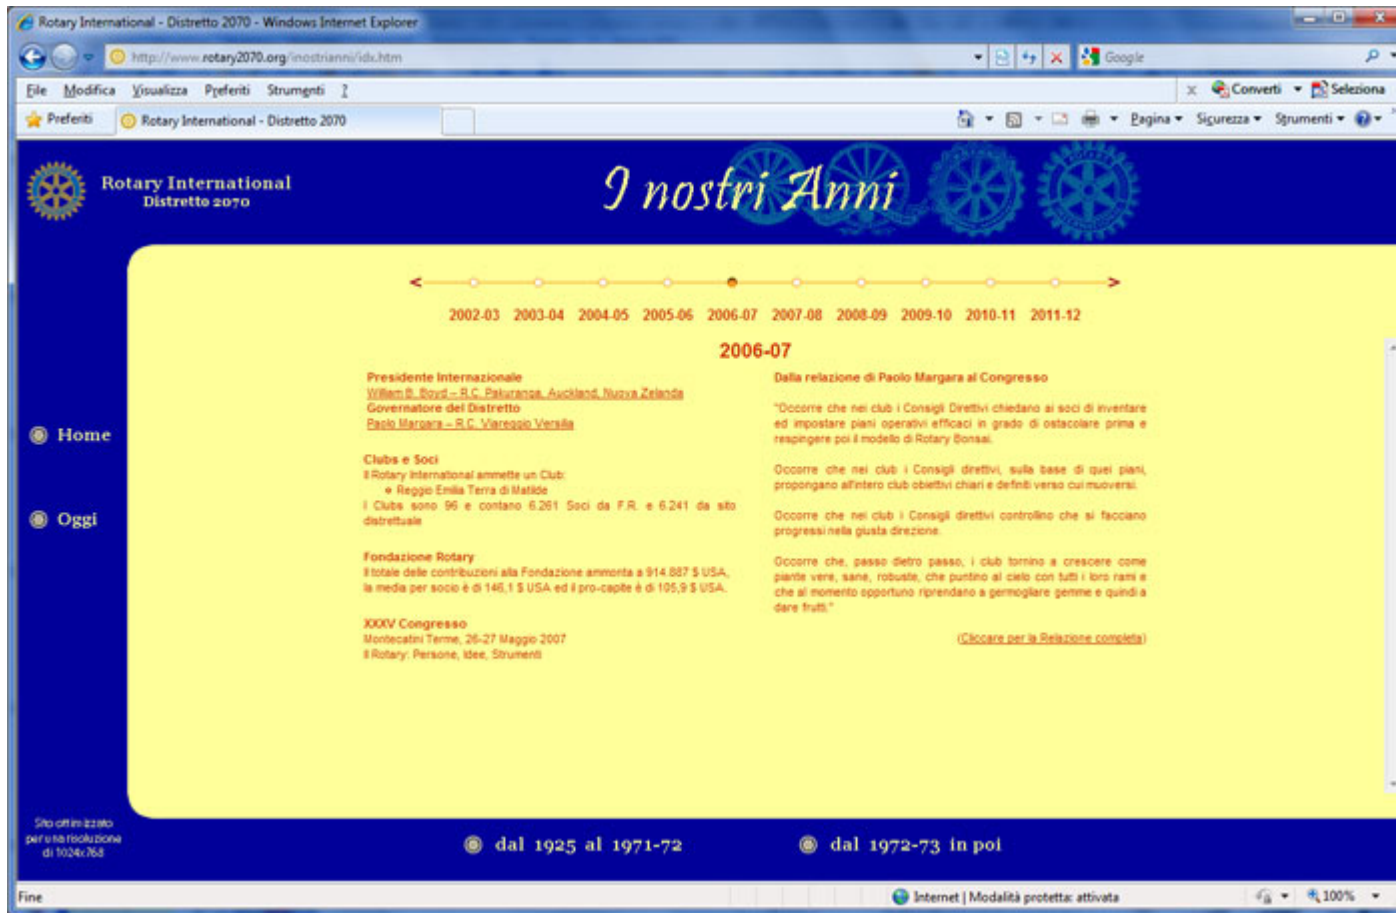 Rotary International - Distretto 2070 - Windows Internet Explorer
http://www.rotary2070.org/inostrianni/idx.htm
Google
File Modifica Visualizza Preferiti Strumenti ?
x Converti Seleziona
Preferiti
Rotary International - Distretto 2070
Pagina Sicurezza Strumenti
Rotary International
Distretto 2070
I nostri Anni
< >
2002-03 2003-04 2004-05 2005-06 2006-07 2007-08 2008-09 2009-10 2010-11 2011-12
2006-07
Presidente Internazionale
William B. Boyd – R.C. Pakuranga, Auckland, Nuova Zelanda
Governatore del Distretto
Paolo Margara – R.C. Viareggio Versilia
Clubs e Soci
Il Rotary International ammette un Club:
Reggio Emilia Terra di Matilde
I Clubs sono 96 e contano 6.261 Soci da F.R. e 6.241 da sito
distrettuale
Fondazione Rotary
Il totale delle contribuzioni alla Fondazione ammonta a 914.887 $ USA,
la media per socio è di 146,1 $ USA ed il pro-capite è di 105,9 $ USA.
XXXV Congresso
Montecatini Terme, 26-27 Maggio 2007
Il Rotary: Persone, Idee, Strumenti
Dalla relazione di Paolo Margara al Congresso
"Occorre che nei club i Consigli Direttivi chiedano ai soci di inventare
ed impostare piani operativi efficaci in grado di ostacolare prima e
respingere poi il modello di Rotary Bonsai.
Occorre che nei club i Consigli direttivi, sulla base di quei piani,
propongano all'intero club obiettivi chiari e definiti verso cui muoversi.
Occorre che nei club i Consigli direttivi controllino che si facciano
progressi nella giusta direzione.
Occorre che, passo dietro passo, i club tornino a crescere come
piante vere, sane, robuste, che puntino al cielo con tutti i loro rami e
che al momento opportuno riprendano a germogliare gemme e quindi a
dare frutti."
(Cliccare per la Relazione completa)
Home
Oggi
Sito ottimizzato
per una risoluzione
di 1024x768
dal 1925 al 1971-72
dal 1972-73 in poi
Fine
Internet | Modalità protetta: attivata
100%